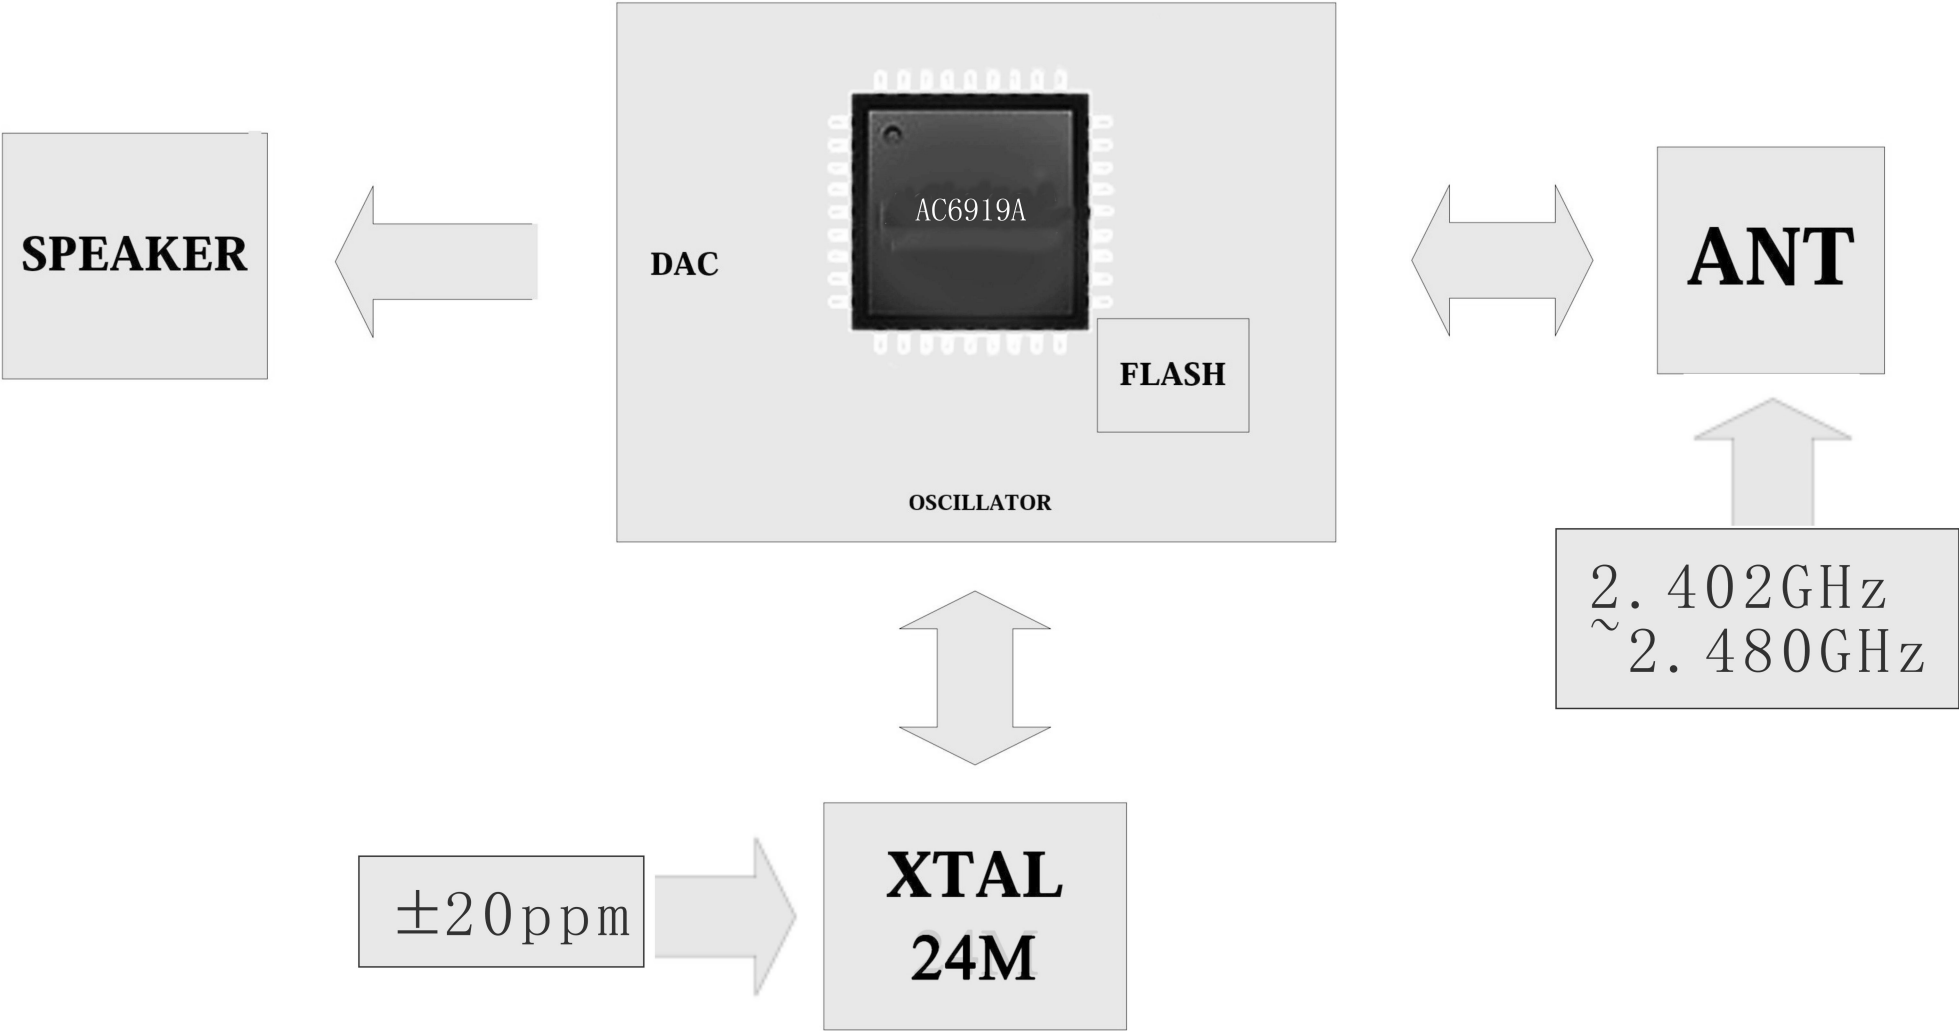 SPEAKER
DAC
AC6919A
FLASH
OSCILLATOR
ANT
2.402GHz
~2.480GHz
±20ppm
XTAL
24M